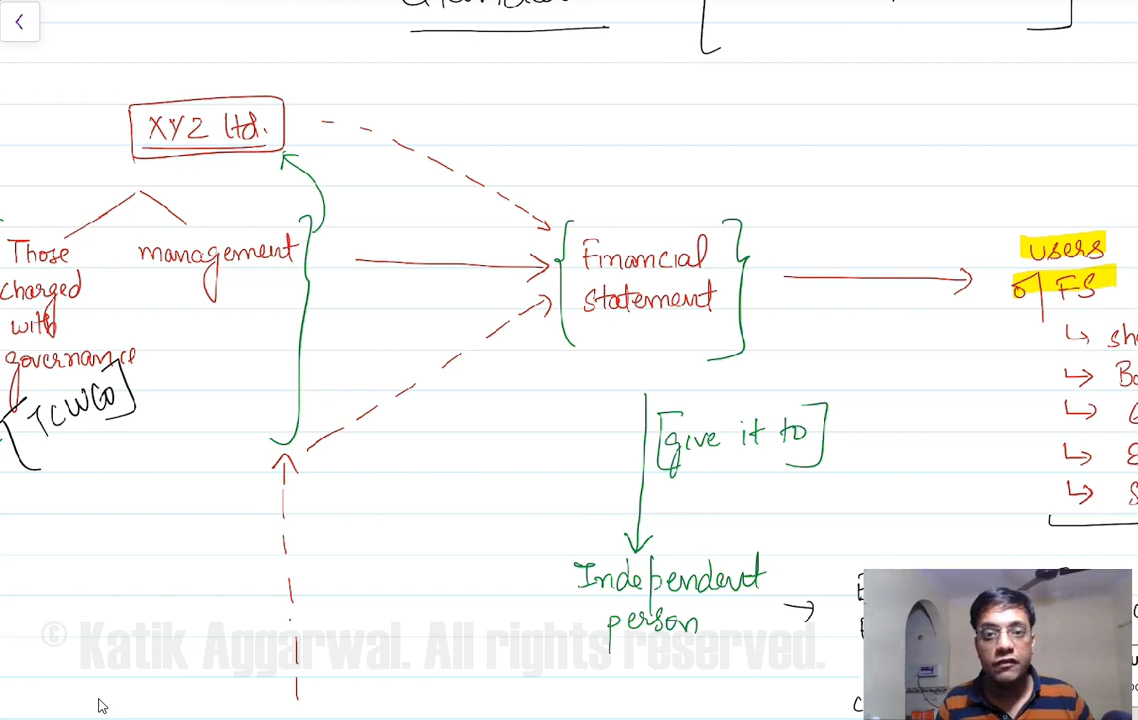 XYZ Ltd.
Those
charged
with
governance
[TCWG]
management
Financial
statement
users
of FS
[give it to]
Independent
person
© Katik Aggarwal. All rights reserved.